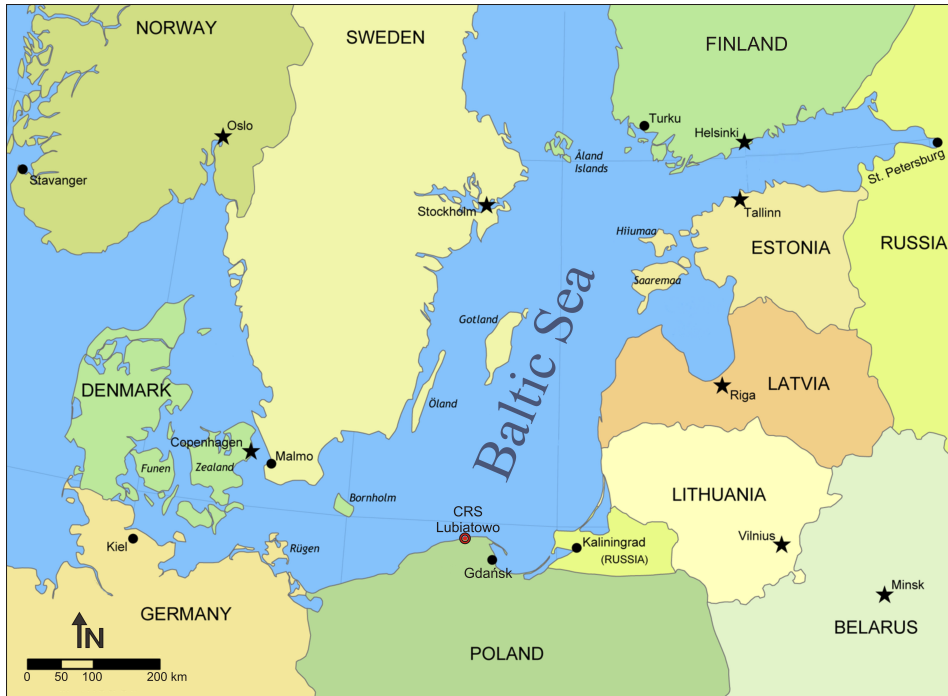 NORWAY
SWEDEN
FINLAND
Oslo
Turku
Helsinki
Stavanger
Åland
Islands
St. Petersburg
Stockholm
Tallinn
Hiiumaa
ESTONIA
RUSSIA
Saaremaa
Gotland
Baltic Sea
DENMARK
LATVIA
Riga
Öland
Copenhagen
Malmo
Funen
Zealand
Bornholm
LITHUANIA
CRS
Lubiatowo
Vilnius
Kiel
Rügen
Kaliningrad
(RUSSIA)
Gdańsk
Minsk
GERMANY
BELARUS
N
POLAND
0 50 100 200 km